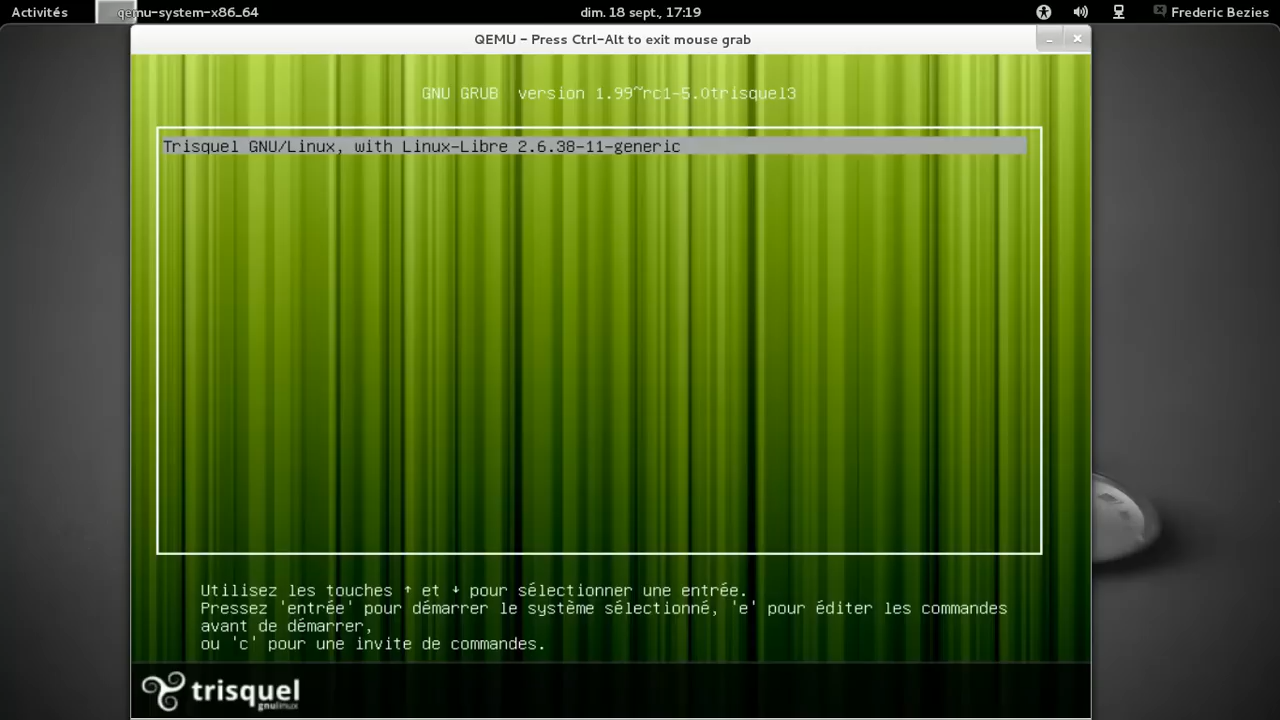 Activités
qemu-system-x86_64
dim. 18 sept., 17:19
Frederic Bezies
QEMU - Press Ctrl-Alt to exit mouse grab
GNU GRUB  version 1.99~rc1-5.0trisquel3
Trisquel GNU/Linux, with Linux-Libre 2.6.38-11-generic
Utilisez les touches ↑ et ↓ pour sélectionner une entrée.
Pressez 'entrée' pour démarrer le système sélectionné, 'e' pour éditer les commandes
avant de démarrer,
ou 'c' pour une invite de commandes.
trisquel
gnulinux